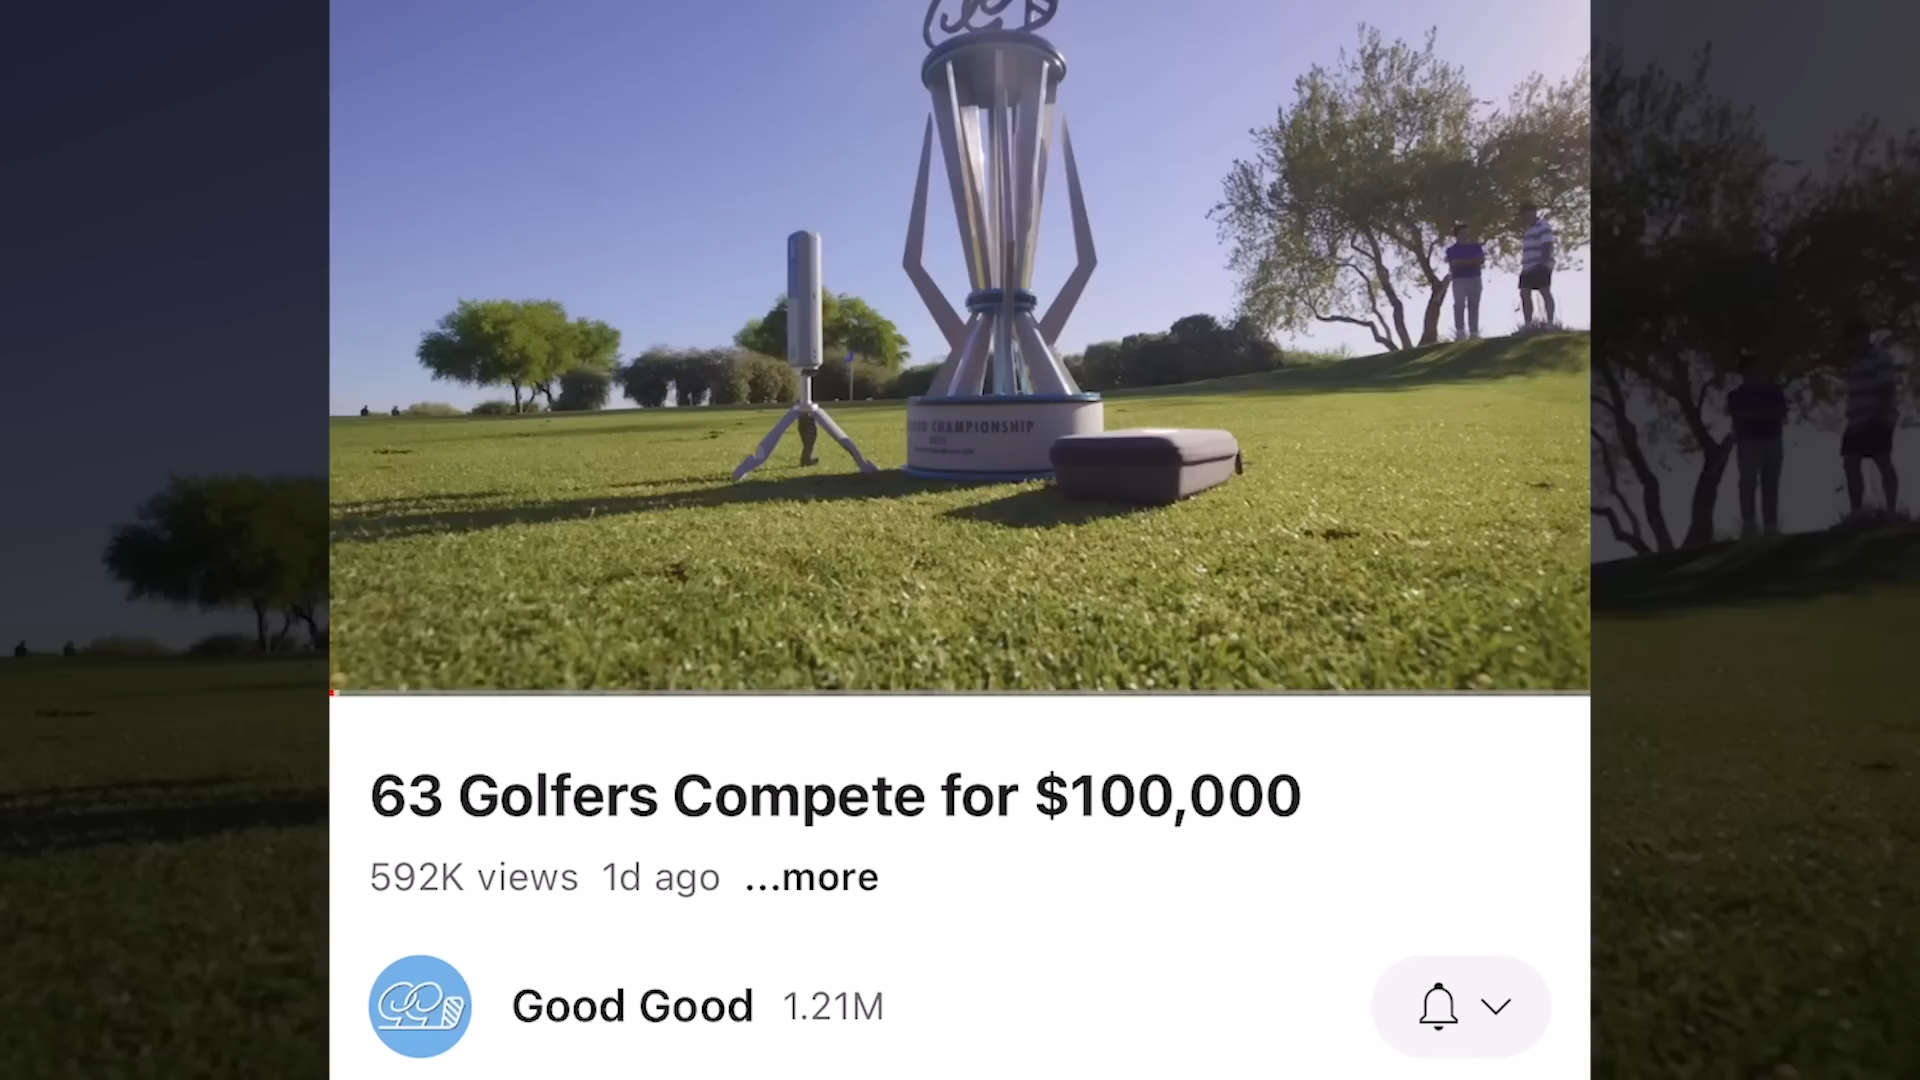 CHAMPIONSHIP
63 Golfers Compete for $100,000
592K views 1d ago ...more
Good Good 1.21M